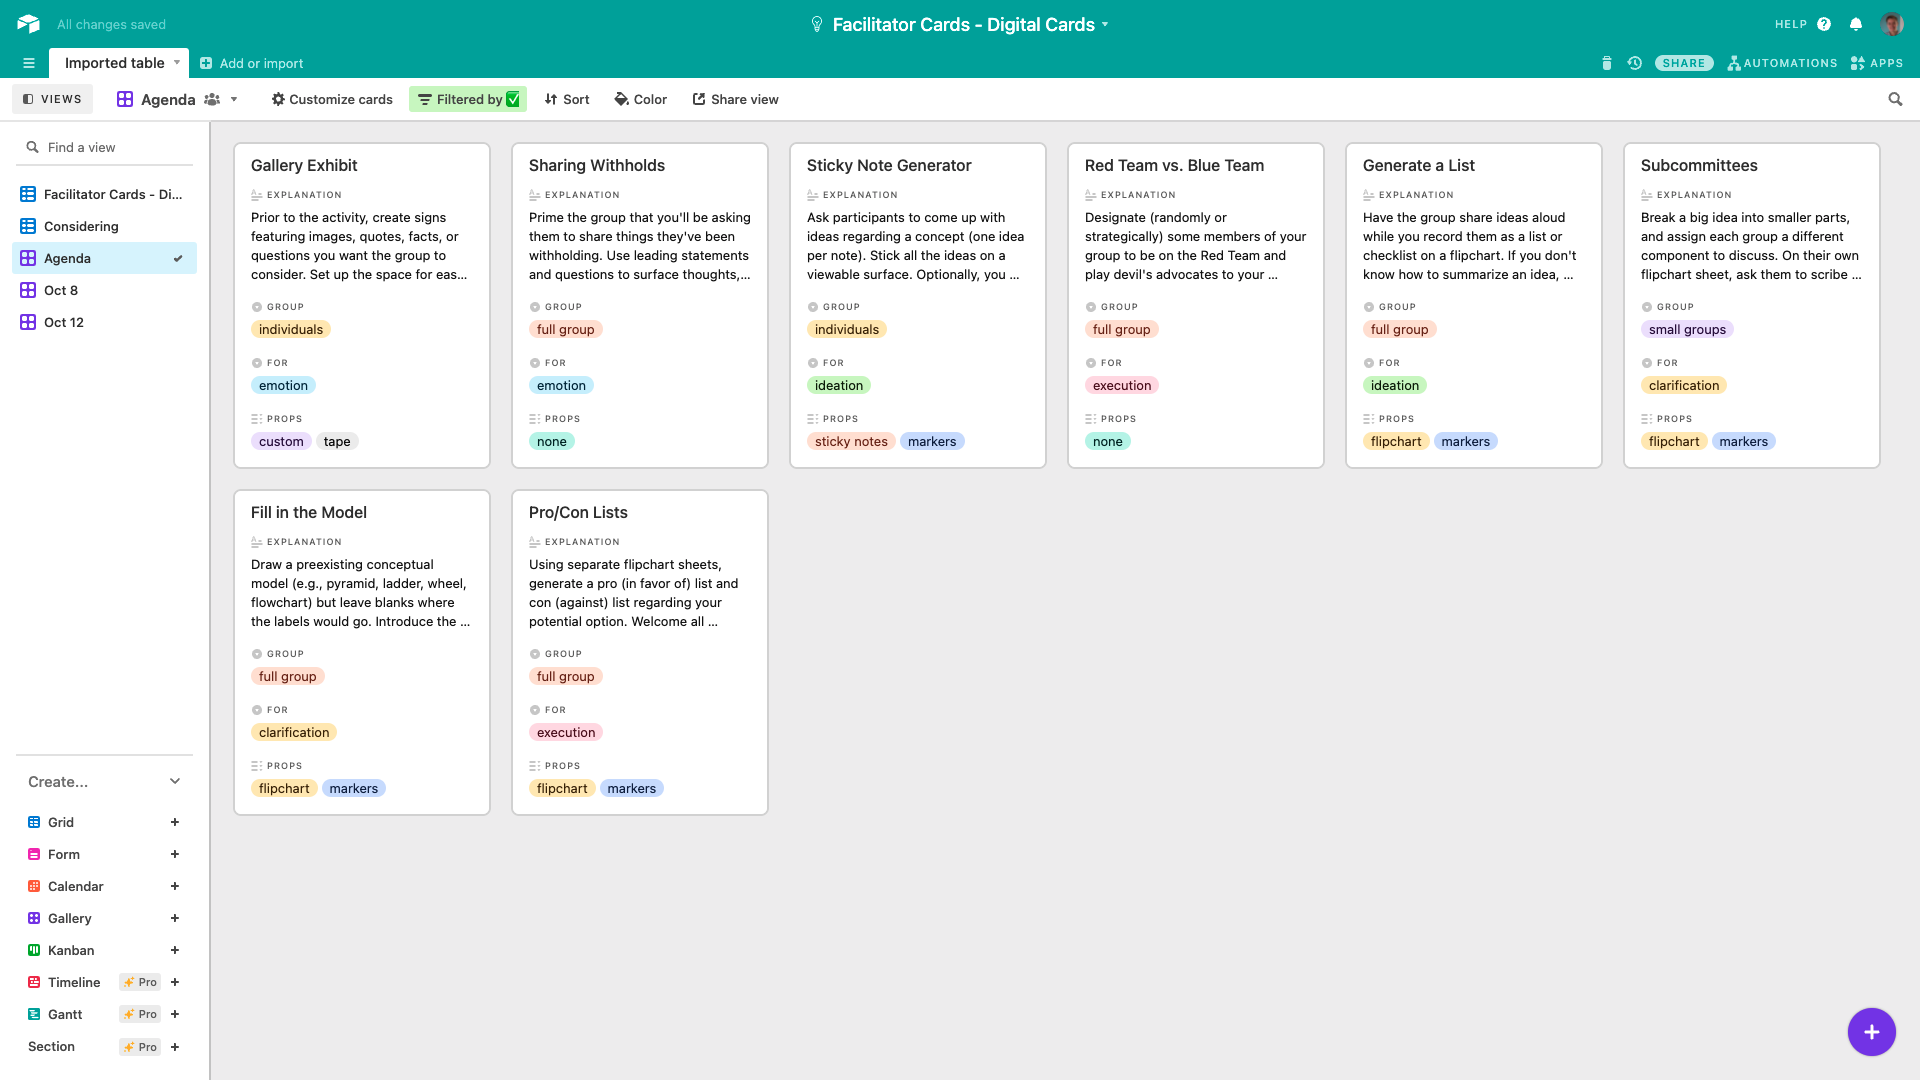 All changes saved
Facilitator Cards - Digital Cards
HELP
Imported table
Add or import
SHARE
AUTOMATIONS
APPS
VIEWS
Agenda
Customize cards
Filtered by ✅
Sort
Color
Share view
Find a view
Facilitator Cards - Di...
Considering
Agenda
Oct 8
Oct 12
Create...
Grid
Form
Calendar
Gallery
Kanban
Timeline
Pro
Gantt
Pro
Section
Pro
Gallery Exhibit
EXPLANATION
Prior to the activity, create signs
featuring images, quotes, facts, or
questions you want the group to
consider. Set up the space for eas...
GROUP
individuals
FOR
emotion
PROPS
custom tape
Sharing Withholds
EXPLANATION
Prime the group that you'll be asking
them to share things they've been
withholding. Use leading statements
and questions to surface thoughts,...
GROUP
full group
FOR
emotion
PROPS
none
Sticky Note Generator
EXPLANATION
Ask participants to come up with
ideas regarding a concept (one idea
per note). Stick all the ideas on a
viewable surface. Optionally, you ...
GROUP
individuals
FOR
ideation
PROPS
sticky notes markers
Red Team vs. Blue Team
EXPLANATION
Designate (randomly or
strategically) some members of your
group to be on the Red Team and
play devil's advocates to your ...
GROUP
full group
FOR
execution
PROPS
none
Generate a List
EXPLANATION
Have the group share ideas aloud
while you record them as a list or
checklist on a flipchart. If you don't
know how to summarize an idea, ...
GROUP
full group
FOR
ideation
PROPS
flipchart markers
Subcommittees
EXPLANATION
Break a big idea into smaller parts,
and assign each group a different
component to discuss. On their own
flipchart sheet, ask them to scribe ...
GROUP
small groups
FOR
clarification
PROPS
flipchart markers
Fill in the Model
EXPLANATION
Draw a preexisting conceptual
model (e.g., pyramid, ladder, wheel,
flowchart) but leave blanks where
the labels would go. Introduce the ...
GROUP
full group
FOR
clarification
PROPS
flipchart markers
Pro/Con Lists
EXPLANATION
Using separate flipchart sheets,
generate a pro (in favor of) list and
con (against) list regarding your
potential option. Welcome all ...
GROUP
full group
FOR
execution
PROPS
flipchart markers